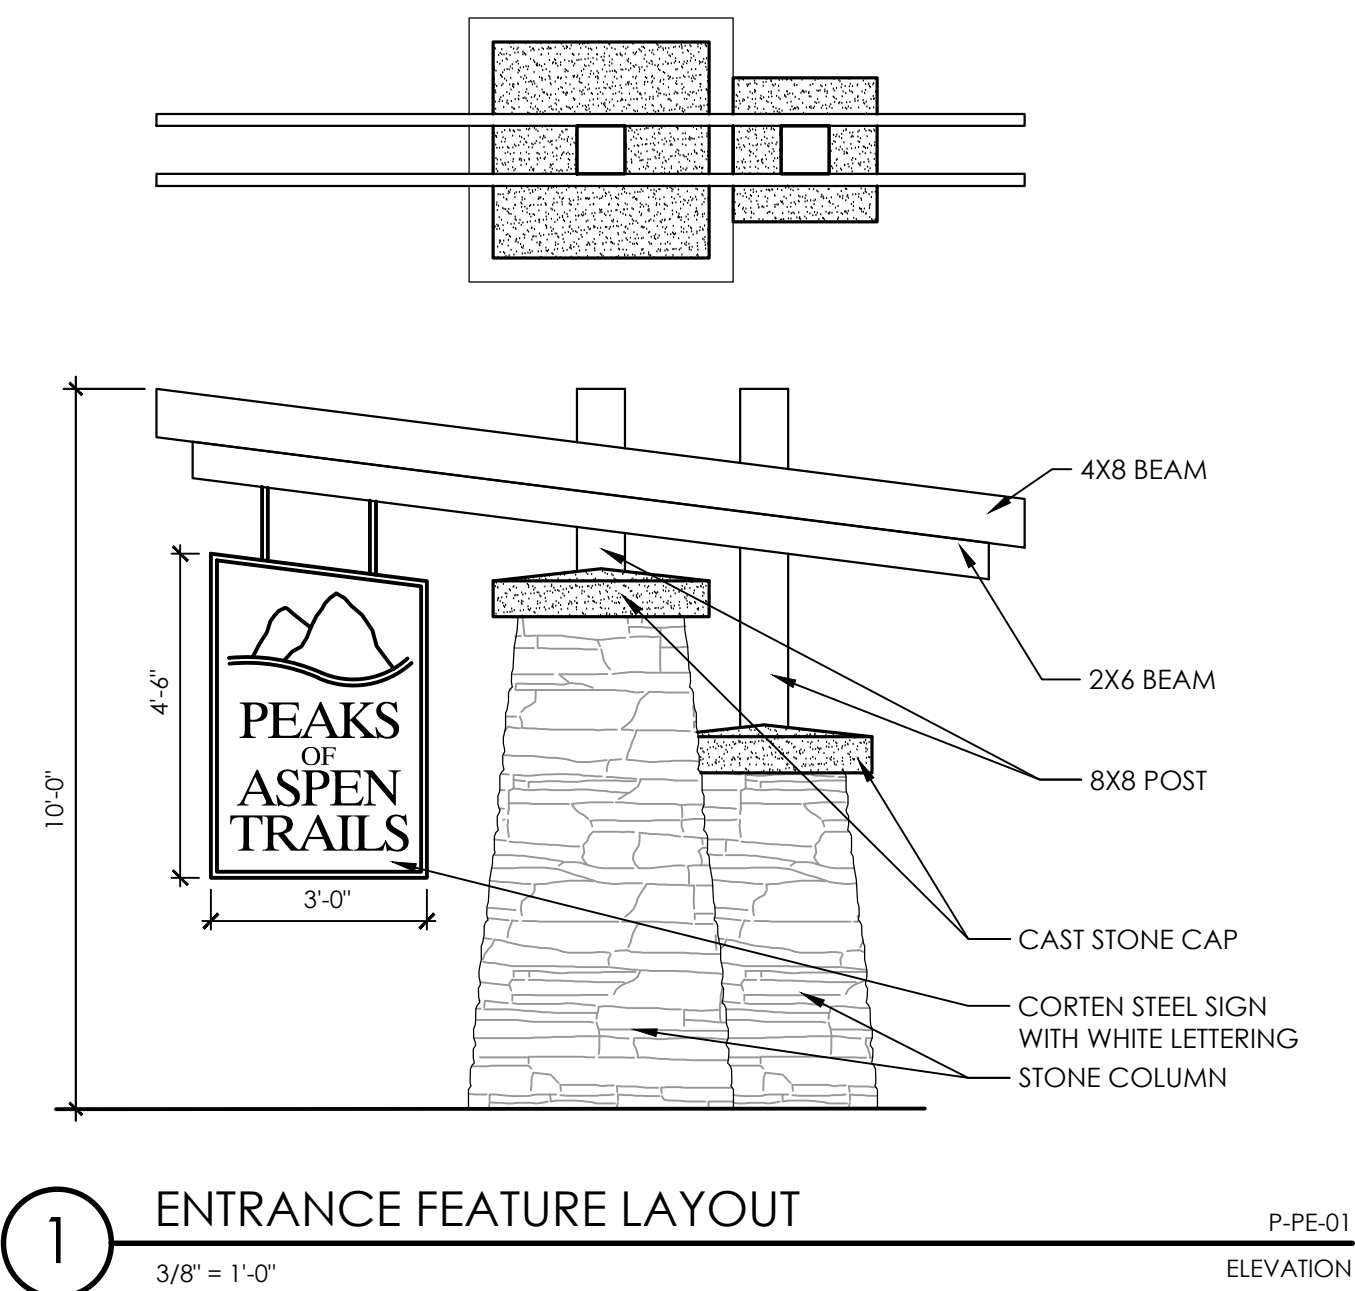 4X8 BEAM
2X6 BEAM
4'-6"
PEAKS
OF
ASPEN
TRAILS
8X8 POST
10'-0"
3'-0"
CAST STONE CAP
CORTEN STEEL SIGN
WITH WHITE LETTERING
STONE COLUMN
1
ENTRANCE FEATURE LAYOUT
P-PE-01
3/8" = 1'-0"
ELEVATION